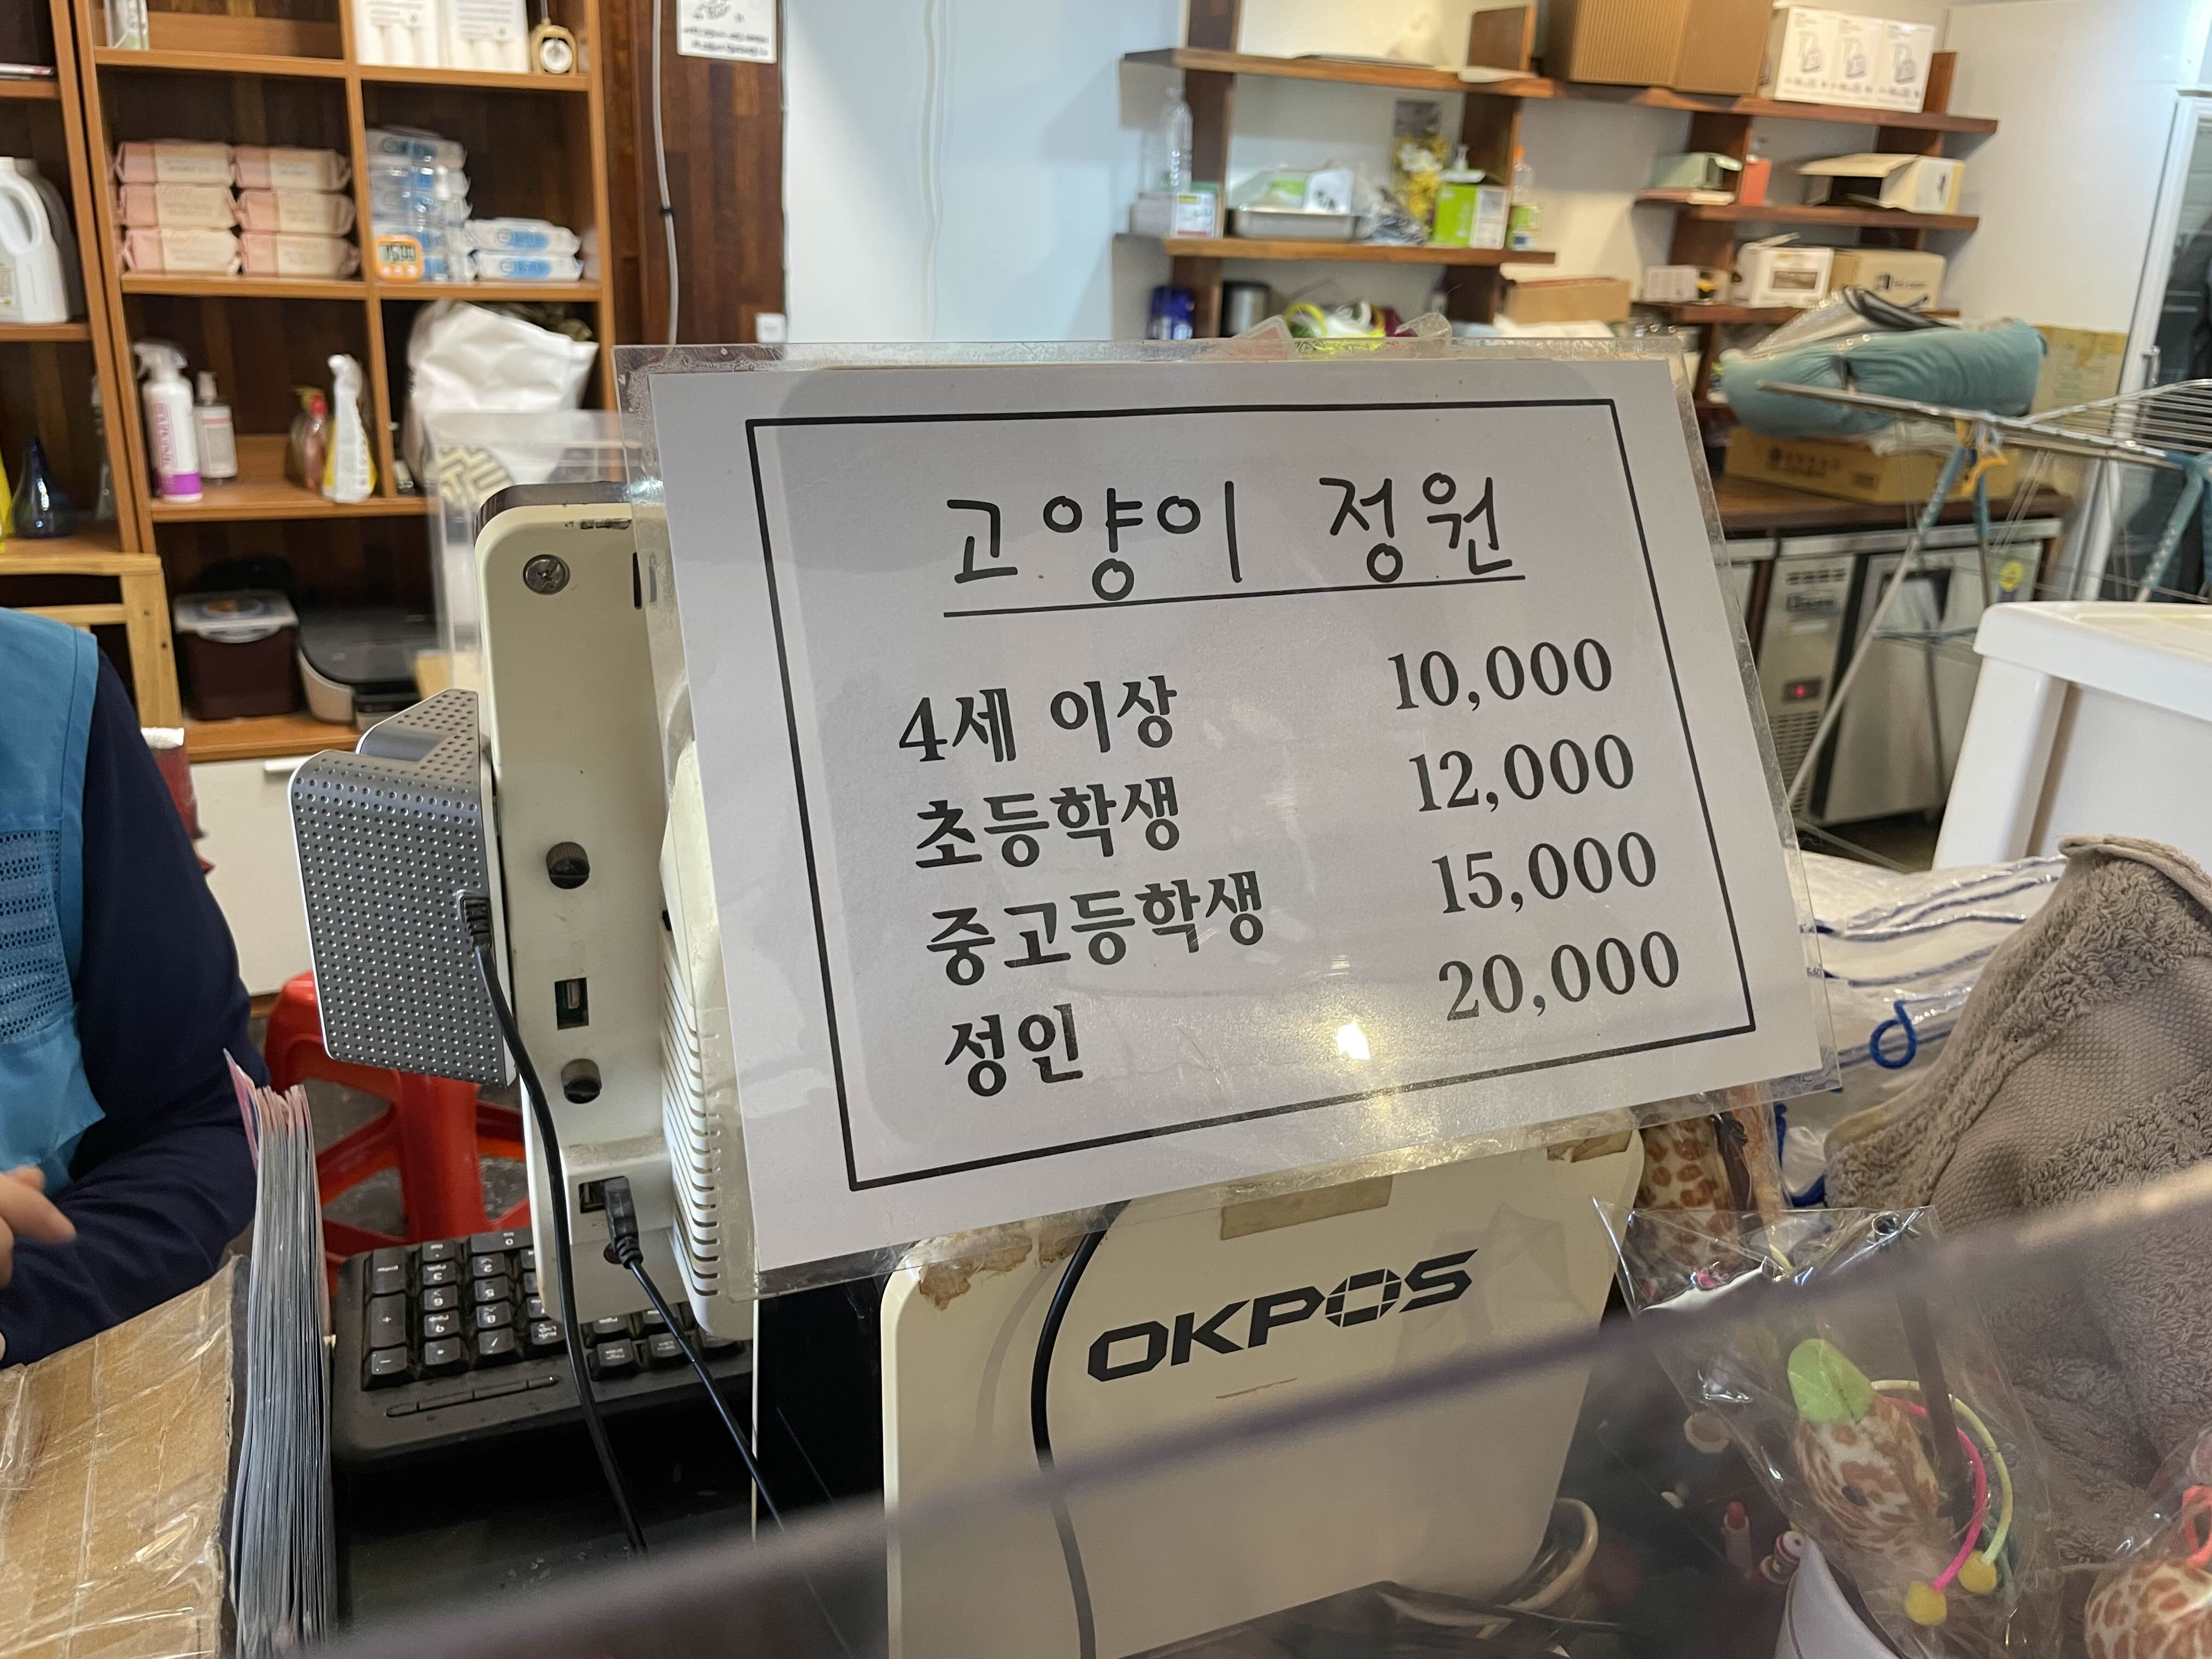 고양이 정원
4세 이상 10,000
초등학생 12,000
중고등학생 15,000
성인 20,000
OKPOS